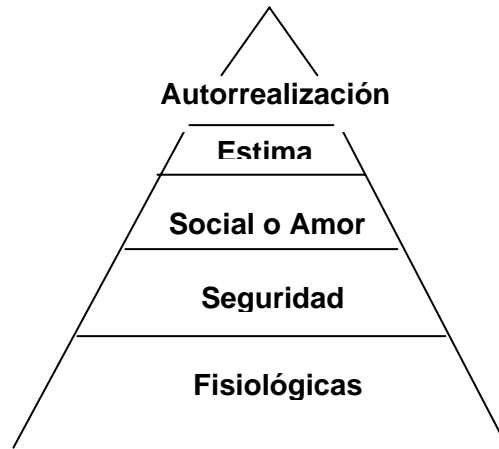 Autorrealización
Estima
Social o Amor
Seguridad
Fisiológicas